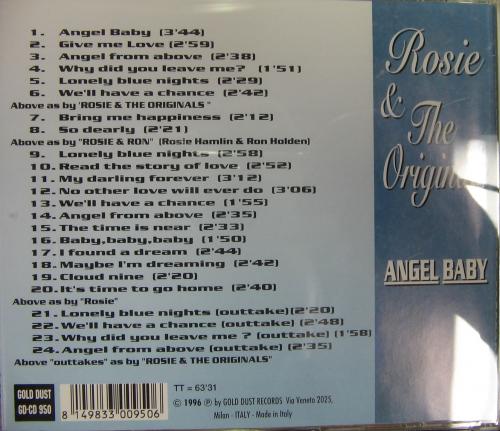 1. Angel Baby (3'44)
2. Give me Love (2'59)
3. Angel from above (2'38)
4. Why did you leave me? (1'51)
5. Lonely blue nights (2'29)
6. We'll have a chance (2'42)
Above as by 'ROSIE & THE ORIGINALS "
7. Bring me happiness (2'12)
8. So dearly (2'21)
Above as by "ROSIE & RON" (Rosie Hamlin & Ron Holden)
9. Lonely blue nights (2'58)
10. Read the story of love (2'52)
11. My darling forever (3'12)
12. No other love will ever do (3'06)
13. We'll have a chance (1'55)
14. Angel from above (2'35)
15. The time is near (2'33)
16. Baby,baby,baby (1'50)
17. I found a dream (2'44)
18. Maybe I'm dreaming (2'42)
19. Cloud nine (2'20)
20. It's time to go home (2'40)
Above as by "Rosie"
21. Lonely blue nights (outtake)(2'20)
22. We'll have a chance (outtake) (2'48)
23. Why did you leave me ? (outtake) (1'58)
24. Angel from above (outtake) (2'35)
Above "outtakes" as by "ROSIE & THE ORIGINALS"
Rosie
&
The
Origin
ANGEL BABY
GOLD DUST
GD-CD 950
8 149833 009506
TT = 63'31
© 1996 ℗ by GOLD DUST RECORDS Via Veneto 2025,
Milan - ITALY - Made in Italy